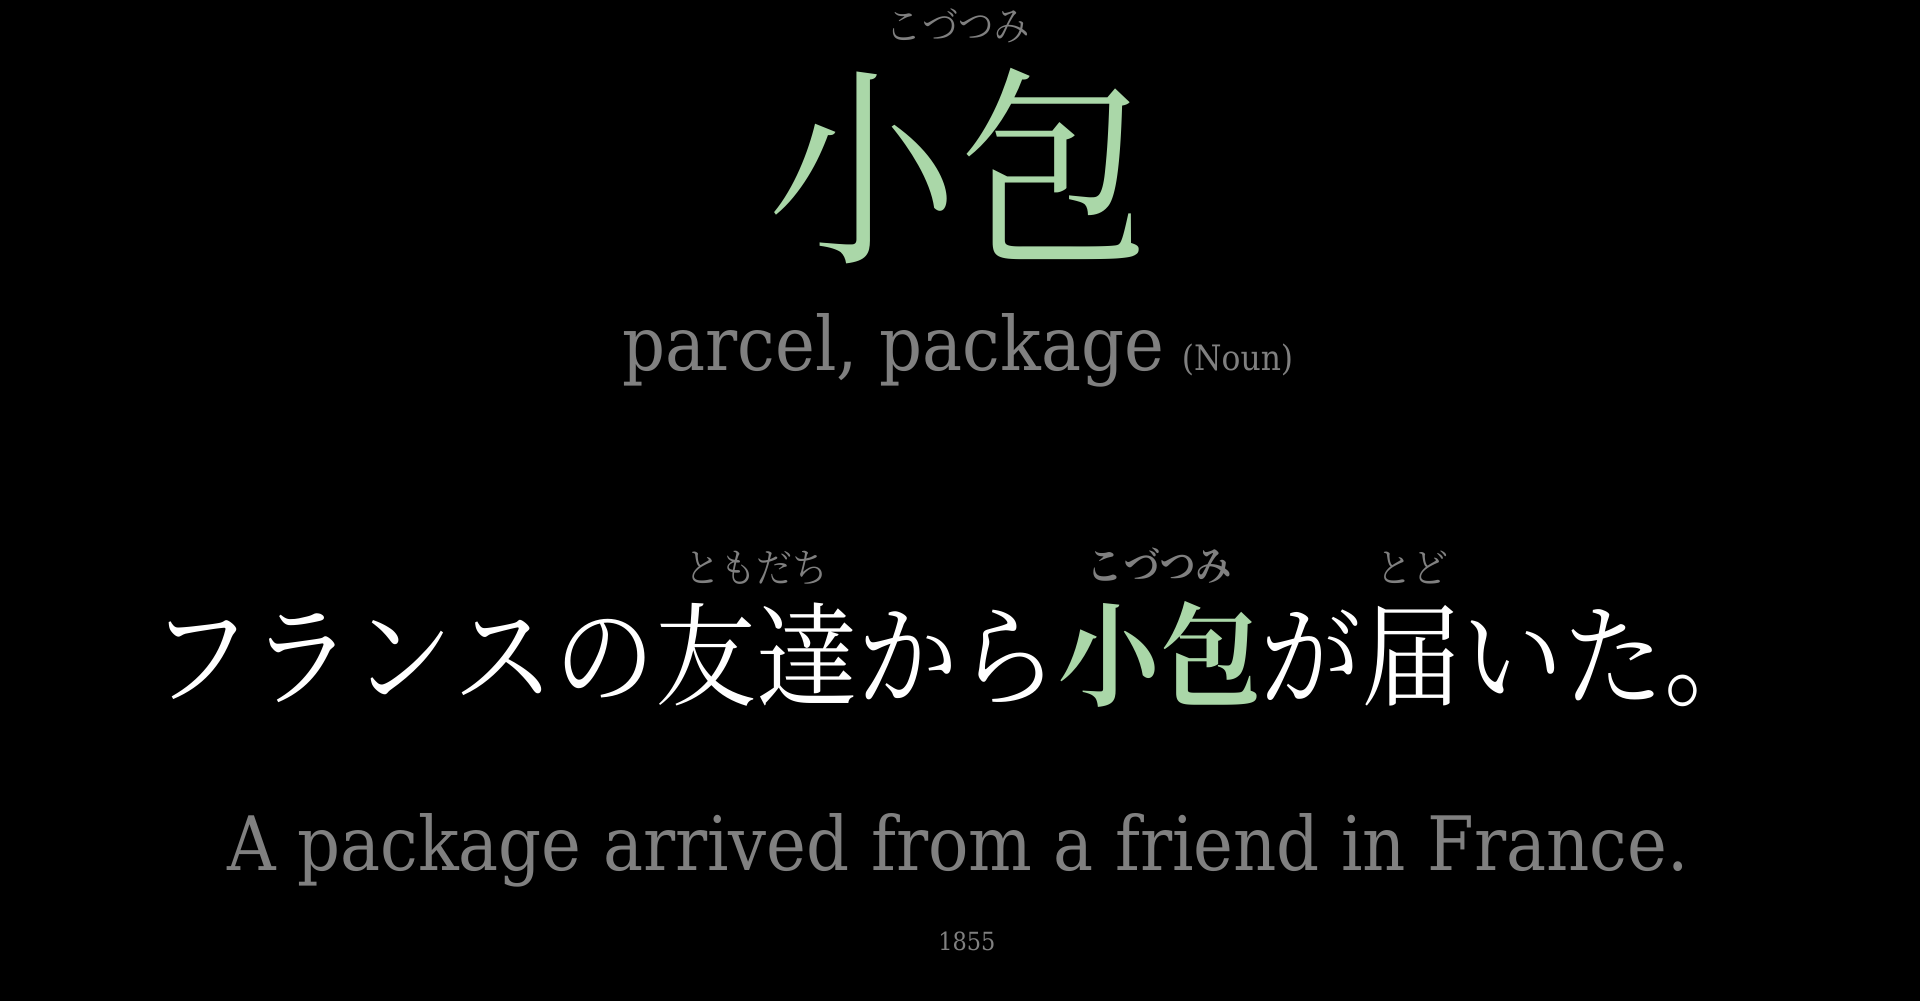 こづつみ
小包
parcel, package (Noun)
ともだち こづつみ とど
フランスの友達から小包が届いた。
A package arrived from a friend in France.
1855